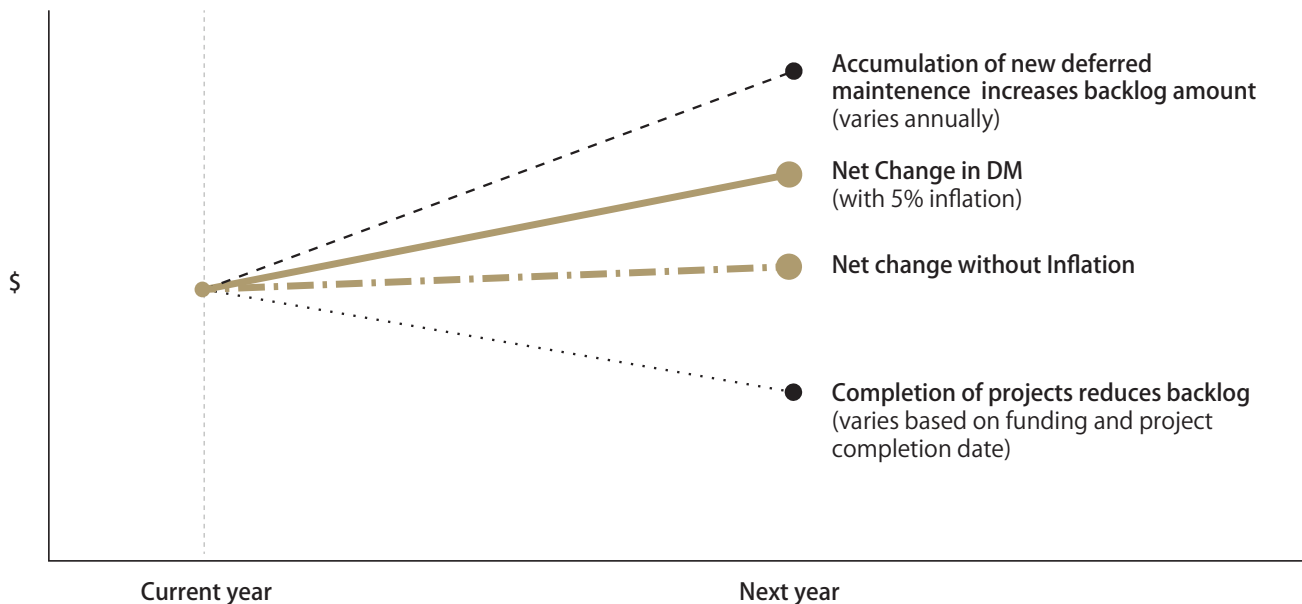 Accumulation of new deferred
maintenence increases backlog amount
(varies annually)
Net Change in DM
(with 5% inflation)
$
Net change without Inflation
Completion of projects reduces backlog
(varies based on funding and project
completion date)
Current year
Next year